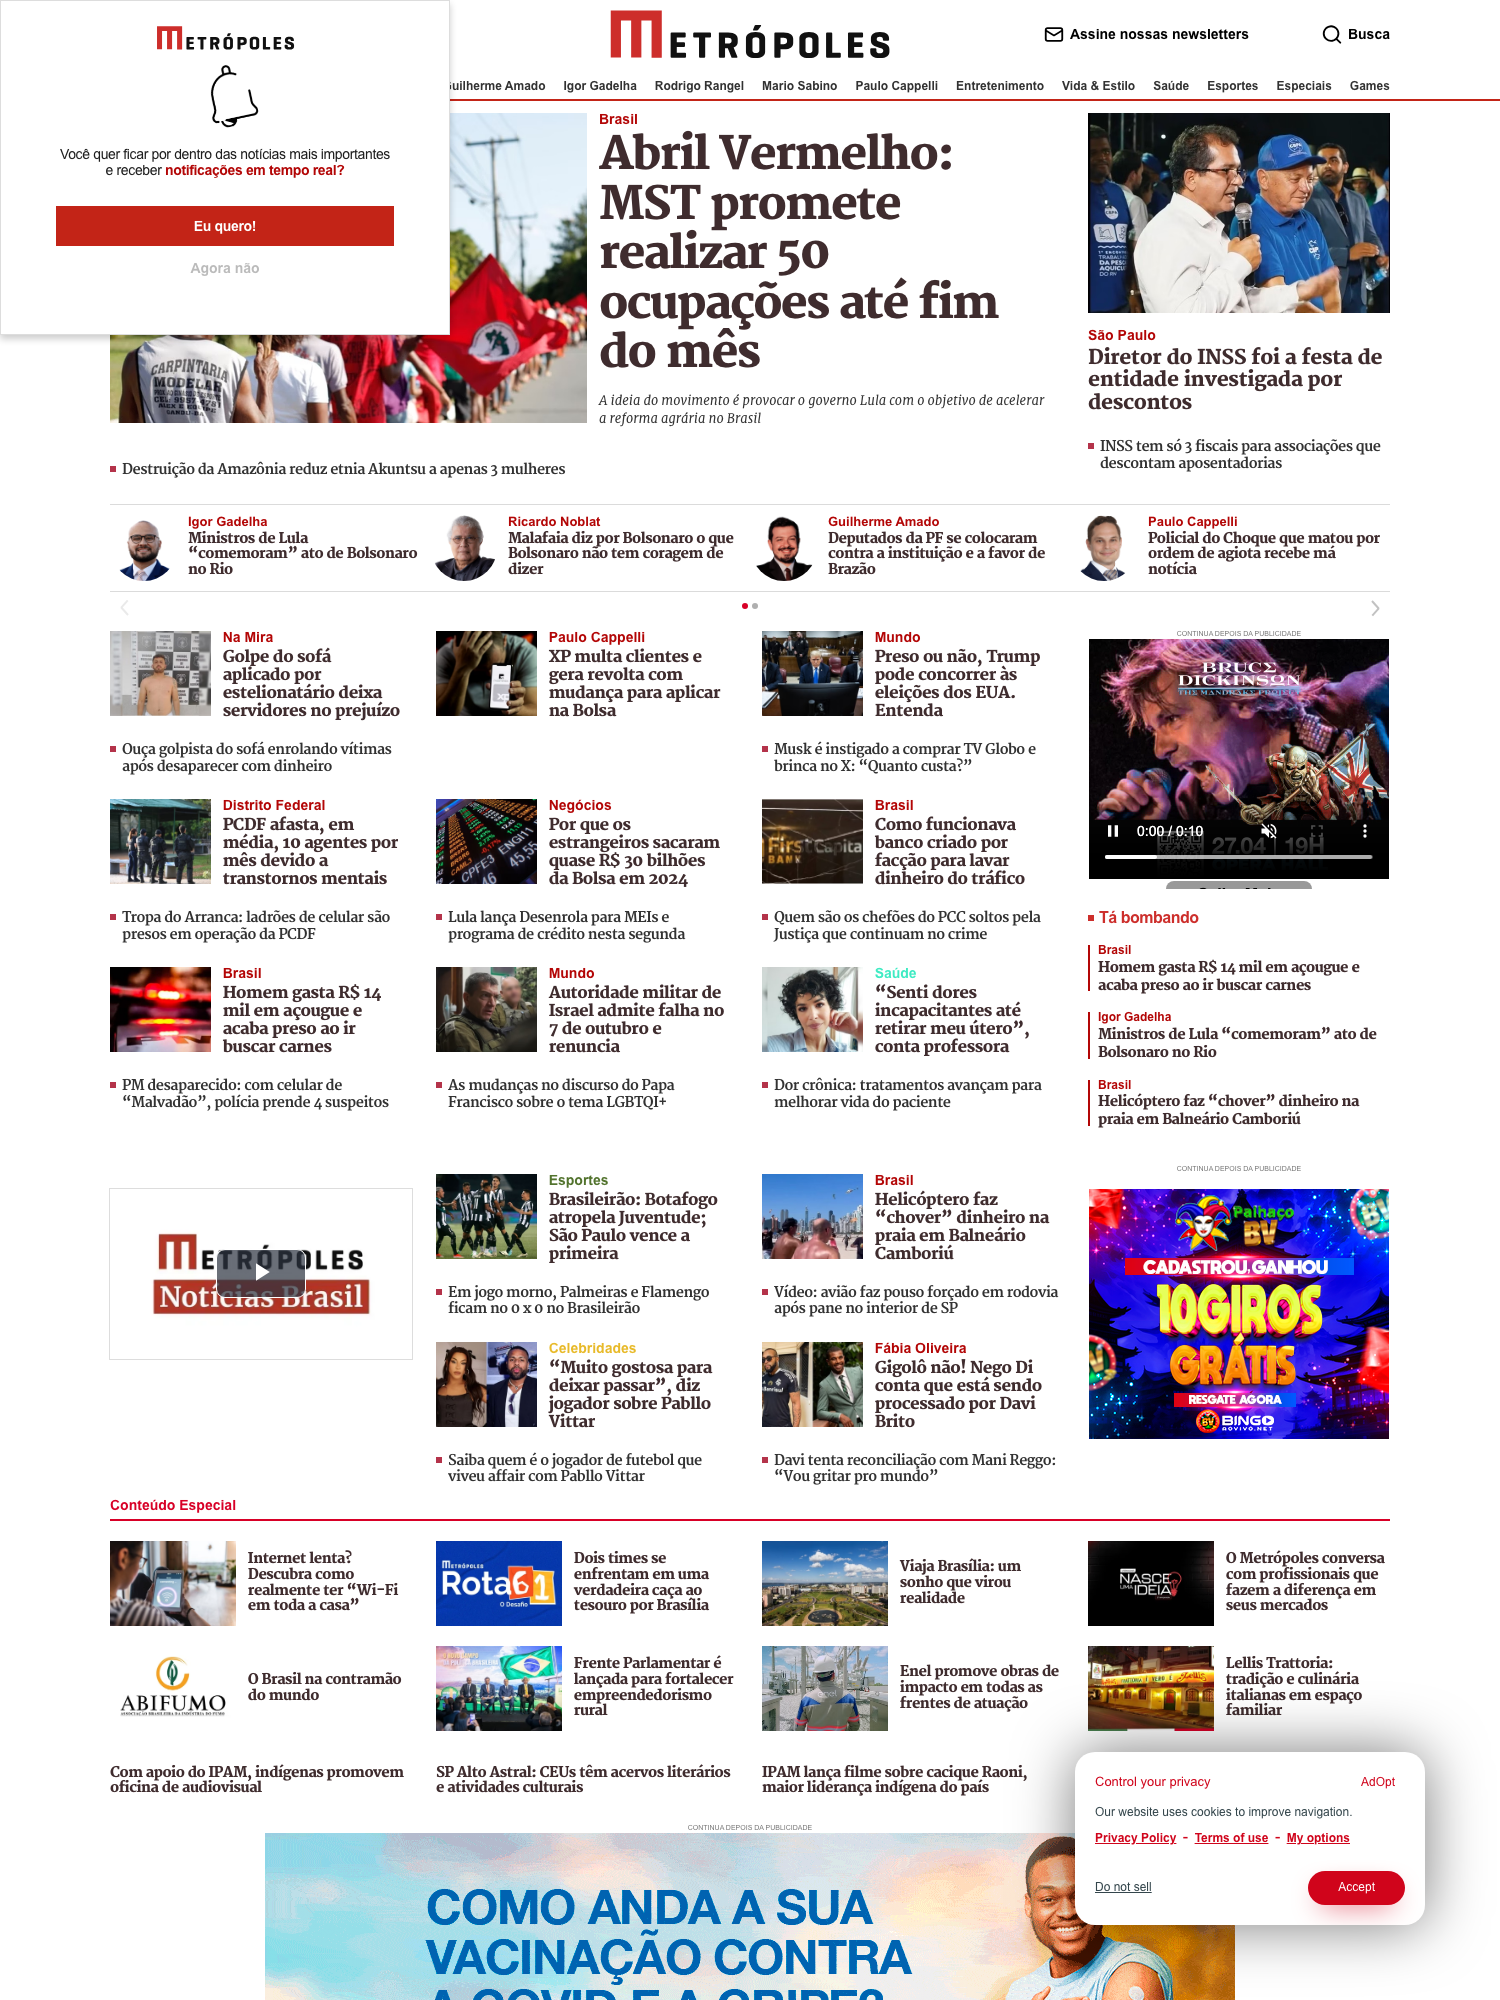 METRÓPOLES
Você quer ficar por dentro das notícias mais importantes
e receber notificações em tempo real?
Eu quero!
Agora não
METRÓPOLES
Assine nossas newsletters
Busca
Guilherme Amado
Igor Gadelha
Rodrigo Rangel
Mario Sabino
Paulo Cappelli
Entretenimento
Vida & Estilo
Saúde
Esportes
Especiais
Games
CARPINTARIA
MODELAR
Brasil
Abril Vermelho:
MST promete
realizar 50
ocupações até fim
do mês
A ideia do movimento é provocar o governo Lula com o objetivo de acelerar
a reforma agrária no Brasil
Destruição da Amazônia reduz etnia Akuntsu a apenas 3 mulheres
São Paulo
Diretor do INSS foi a festa de
entidade investigada por
descontos
INSS tem só 3 fiscais para associações que
descontam aposentadorias
Igor Gadelha
Ministros de Lula
“comemoram” ato de Bolsonaro
no Rio
Ricardo Noblat
Malafaia diz por Bolsonaro o que
Bolsonaro não tem coragem de
dizer
Guilherme Amado
Deputados da PF se colocaram
contra a instituição e a favor de
Brazão
Paulo Cappelli
Policial do Choque que matou por
ordem de agiota recebe má
notícia
Na Mira
Golpe do sofá
aplicado por
estelionatário deixa
servidores no prejuízo
Ouça golpista do sofá enrolando vítimas
após desaparecer com dinheiro
Paulo Cappelli
XP multa clientes e
gera revolta com
mudança para aplicar
na Bolsa
Mundo
Preso ou não, Trump
pode concorrer às
eleições dos EUA.
Entenda
Musk é instigado a comprar TV Globo e
brinca no X: “Quanto custa?”
CONTINUA DEPOIS DA PUBLICIDADE
BRUCE
DICKINSON
THE MANDRAKE PROJECT
0:00 / 0:10
27.04 19H
Distrito Federal
PCDF afasta, em
média, 10 agentes por
mês devido a
transtornos mentais
Tropa do Arranca: ladrões de celular são
presos em operação da PCDF
CPFE3
ENGI11
45,55
46
Negócios
Por que os
estrangeiros sacaram
quase R$ 30 bilhões
da Bolsa em 2024
Lula lança Desenrola para MEIs e
programa de crédito nesta segunda
First Capita
BANK
Brasil
Como funcionava
banco criado por
facção para lavar
dinheiro do tráfico
Quem são os chefões do PCC soltos pela
Justiça que continuam no crime
Tá bombando
Brasil
Homem gasta R$ 14 mil em açougue e
acaba preso ao ir buscar carnes
Igor Gadelha
Ministros de Lula “comemoram” ato de
Bolsonaro no Rio
Brasil
Helicóptero faz “chover” dinheiro na
praia em Balneário Camboriú
Brasil
Homem gasta R$ 14
mil em açougue e
acaba preso ao ir
buscar carnes
PM desaparecido: com celular de
“Malvadão”, polícia prende 4 suspeitos
Mundo
Autoridade militar de
Israel admite falha no
7 de outubro e
renuncia
As mudanças no discurso do Papa
Francisco sobre o tema LGBTQI+
Saúde
“Senti dores
incapacitantes até
retirar meu útero”,
conta professora
Dor crônica: tratamentos avançam para
melhorar vida do paciente
METRÓPOLES
Notícias Brasil
Esportes
Brasileirão: Botafogo
atropela Juventude;
São Paulo vence a
primeira
Em jogo morno, Palmeiras e Flamengo
ficam no 0 x 0 no Brasileirão
Brasil
Helicóptero faz
“chover” dinheiro na
praia em Balneário
Camboriú
Vídeo: avião faz pouso forçado em rodovia
após pane no interior de SP
CONTINUA DEPOIS DA PUBLICIDADE
Palhaço
BV
CADASTROU, GANHOU
10GIROS
GRÁTIS
RESGATE AGORA
BV BINGO
AOVIVO.NET
Celebridades
“Muito gostosa para
deixar passar”, diz
jogador sobre Pabllo
Vittar
Saiba quem é o jogador de futebol que
viveu affair com Pabllo Vittar
Fábia Oliveira
Gigolô não! Nego Di
conta que está sendo
processado por Davi
Brito
Davi tenta reconciliação com Mani Reggo:
“Vou gritar pro mundo”
Conteúdo Especial
Internet lenta?
Descubra como
realmente ter “Wi-Fi
em toda a casa”
METRÓPOLES
Rota61
O Desafio
Dois times se
enfrentam em uma
verdadeira caça ao
tesouro por Brasília
Viaja Brasília: um
sonho que virou
realidade
NASCE
UMA IDEIA
O Metrópoles conversa
com profissionais que
fazem a diferença em
seus mercados
ABIFUMO
ASSOCIAÇÃO BRASILEIRA DA INDÚSTRIA DO FUMO
O Brasil na contramão
do mundo
Frente Parlamentar é
lançada para fortalecer
empreendedorismo
rural
Enel promove obras de
impacto em todas as
frentes de atuação
Lellis Trattoria:
tradição e culinária
italianas em espaço
familiar
Com apoio do IPAM, indígenas promovem
oficina de audiovisual
SP Alto Astral: CEUs têm acervos literários
e atividades culturais
IPAM lança filme sobre cacique Raoni,
maior liderança indígena do país
Control your privacy
AdOpt
Our website uses cookies to improve navigation.
Privacy Policy - Terms of use - My options
Do not sell
Accept
CONTINUA DEPOIS DA PUBLICIDADE
COMO ANDA A SUA
VACINAÇÃO CONTRA
A COVID E A GRIPE?